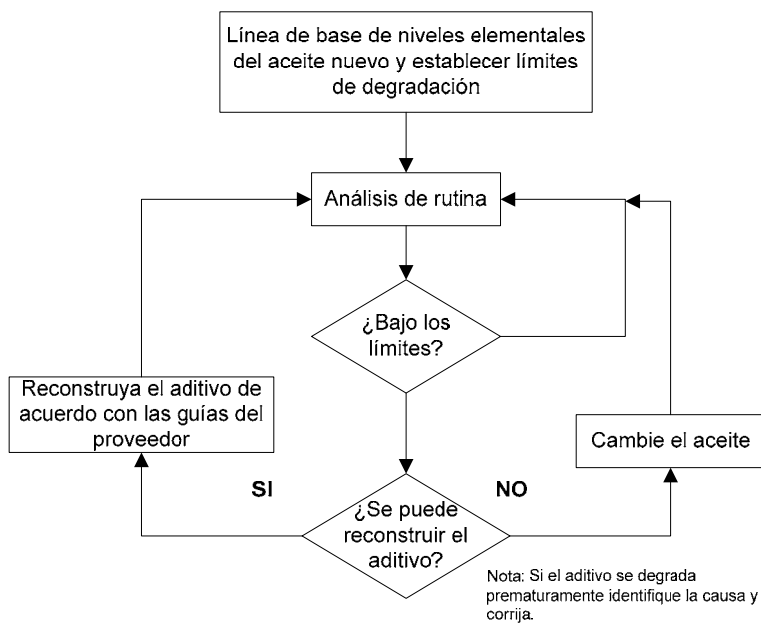 Línea de base de niveles elementales
del aceite nuevo y establecer límites
de degradación
Análisis de rutina
¿Bajo los
límites?
Reconstruya el aditivo de
acuerdo con las guías del
proveedor
Cambie el aceite
SI
NO
¿Se puede
reconstruir el
aditivo?
Nota: Si el aditivo se degrada
prematuramente identifique la causa y
corrija.